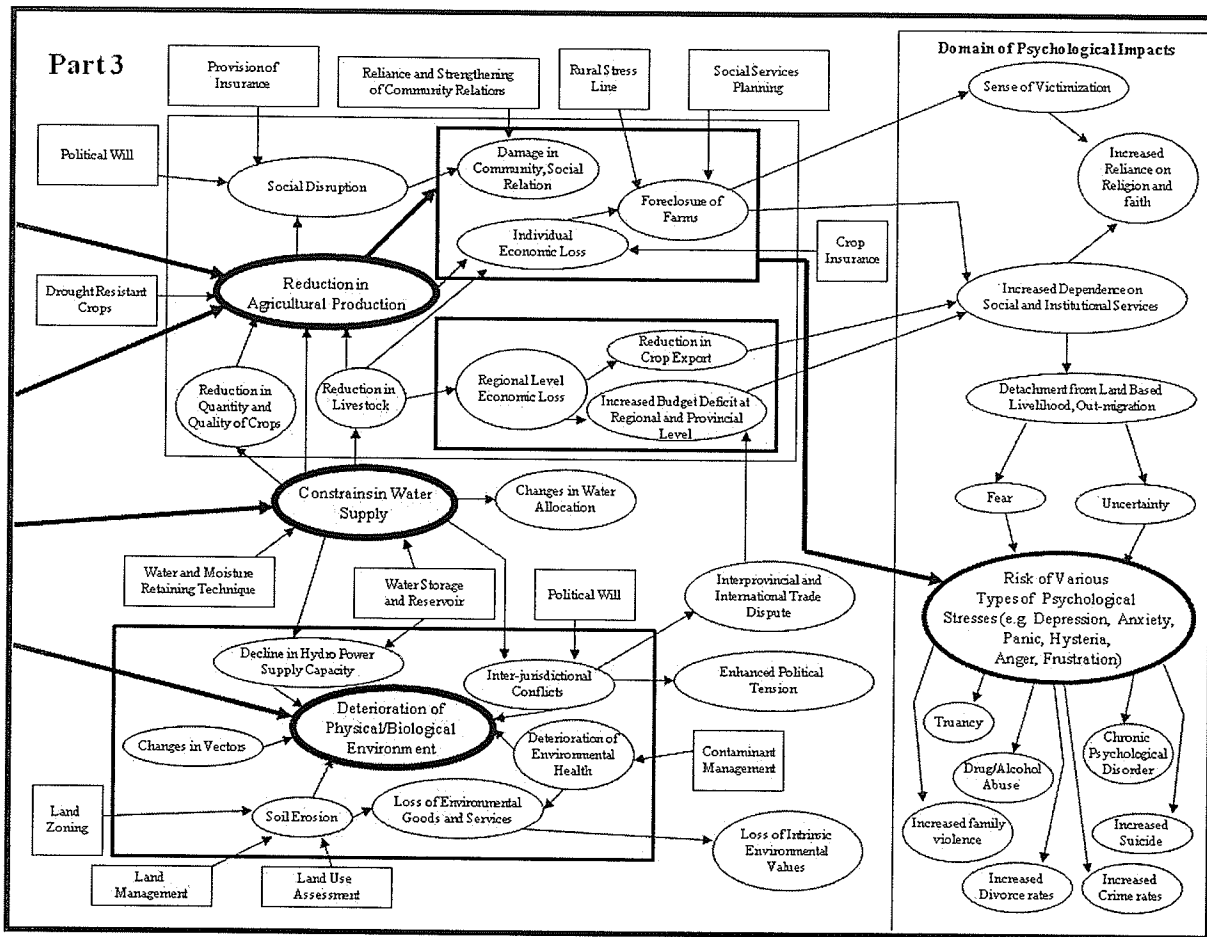 Part 3
Provision of
Insurance
Reliance and Strengthening
of Community Relations
Rural Stress
Line
Social Services
Planning
Political Will
Social Disruption
Damage in
Community, Social
Relation
Foreclosure of
Farms
Individual
Economic Loss
Crop
Insurance
Reduction in
Agricultural Production
Drought Resistant
Crops
Reduction in
Quantity and
Quality of Crops
Reduction in
Livestock
Regional Level
Economic Loss
Reduction in
Crop Export
Increased Budget Deficit at
Regional and Provincial
Level
Constrains in Water
Supply
Changes in Water
Allocation
Water and Moisture
Retaining Technique
Water Storage
and Reservoir
Political Will
Interprovincial and
International Trade
Dispute
Decline in Hydro Power
Supply Capacity
Inter-jurisdictional
Conflicts
Enhanced Political
Tension
Deterioration of
Physical/Biological
Environment
Changes in Vectors
Deterioration of
Environmental
Health
Contaminant
Management
Land
Zoning
Soil Erosion
Loss of Environmental
Goods and Services
Loss of Intrinsic
Environmental
Values
Land
Management
Land Use
Assessment
Domain of Psychological Impacts
Sense of Victimization
Increased
Reliance on
Religion and
faith
Increased Dependence on
Social and Institutional Services
Detachment from Land Based
Livelihood, Out-migration
Fear
Uncertainty
Risk of Various
Types of Psychological
Stresses (e.g. Depression, Anxiety,
Panic, Hysteria,
Anger, Frustration)
Truancy
Chronic
Psychological
Disorder
Drug/Alcohol
Abuse
Increased family
violence
Increased
Suicide
Increased
Divorce rates
Increased
Crime rates